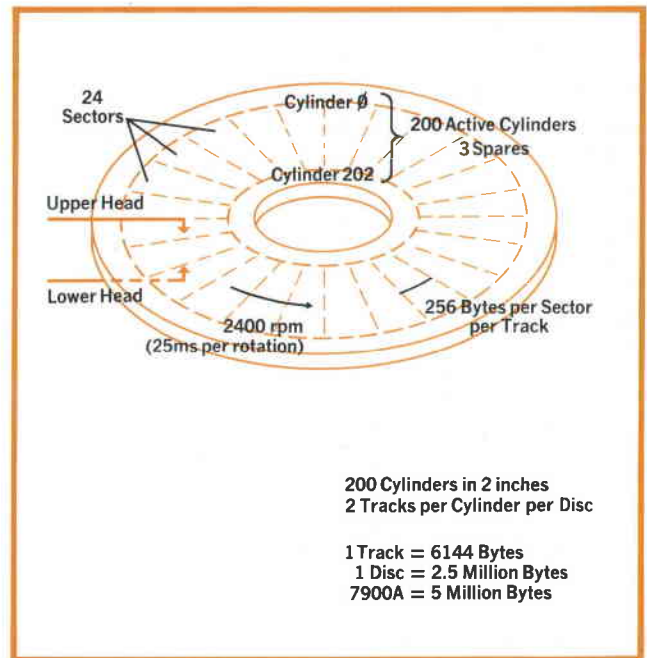 24
Sectors
Cylinder Ø
200 Active Cylinders
3 Spares
Cylinder 202
Upper Head
Lower Head
2400 rpm
(25ms per rotation)
256 Bytes per Sector
per Track
200 Cylinders in 2 inches
2 Tracks per Cylinder per Disc
1 Track = 6144 Bytes
1 Disc = 2.5 Million Bytes
7900A = 5 Million Bytes